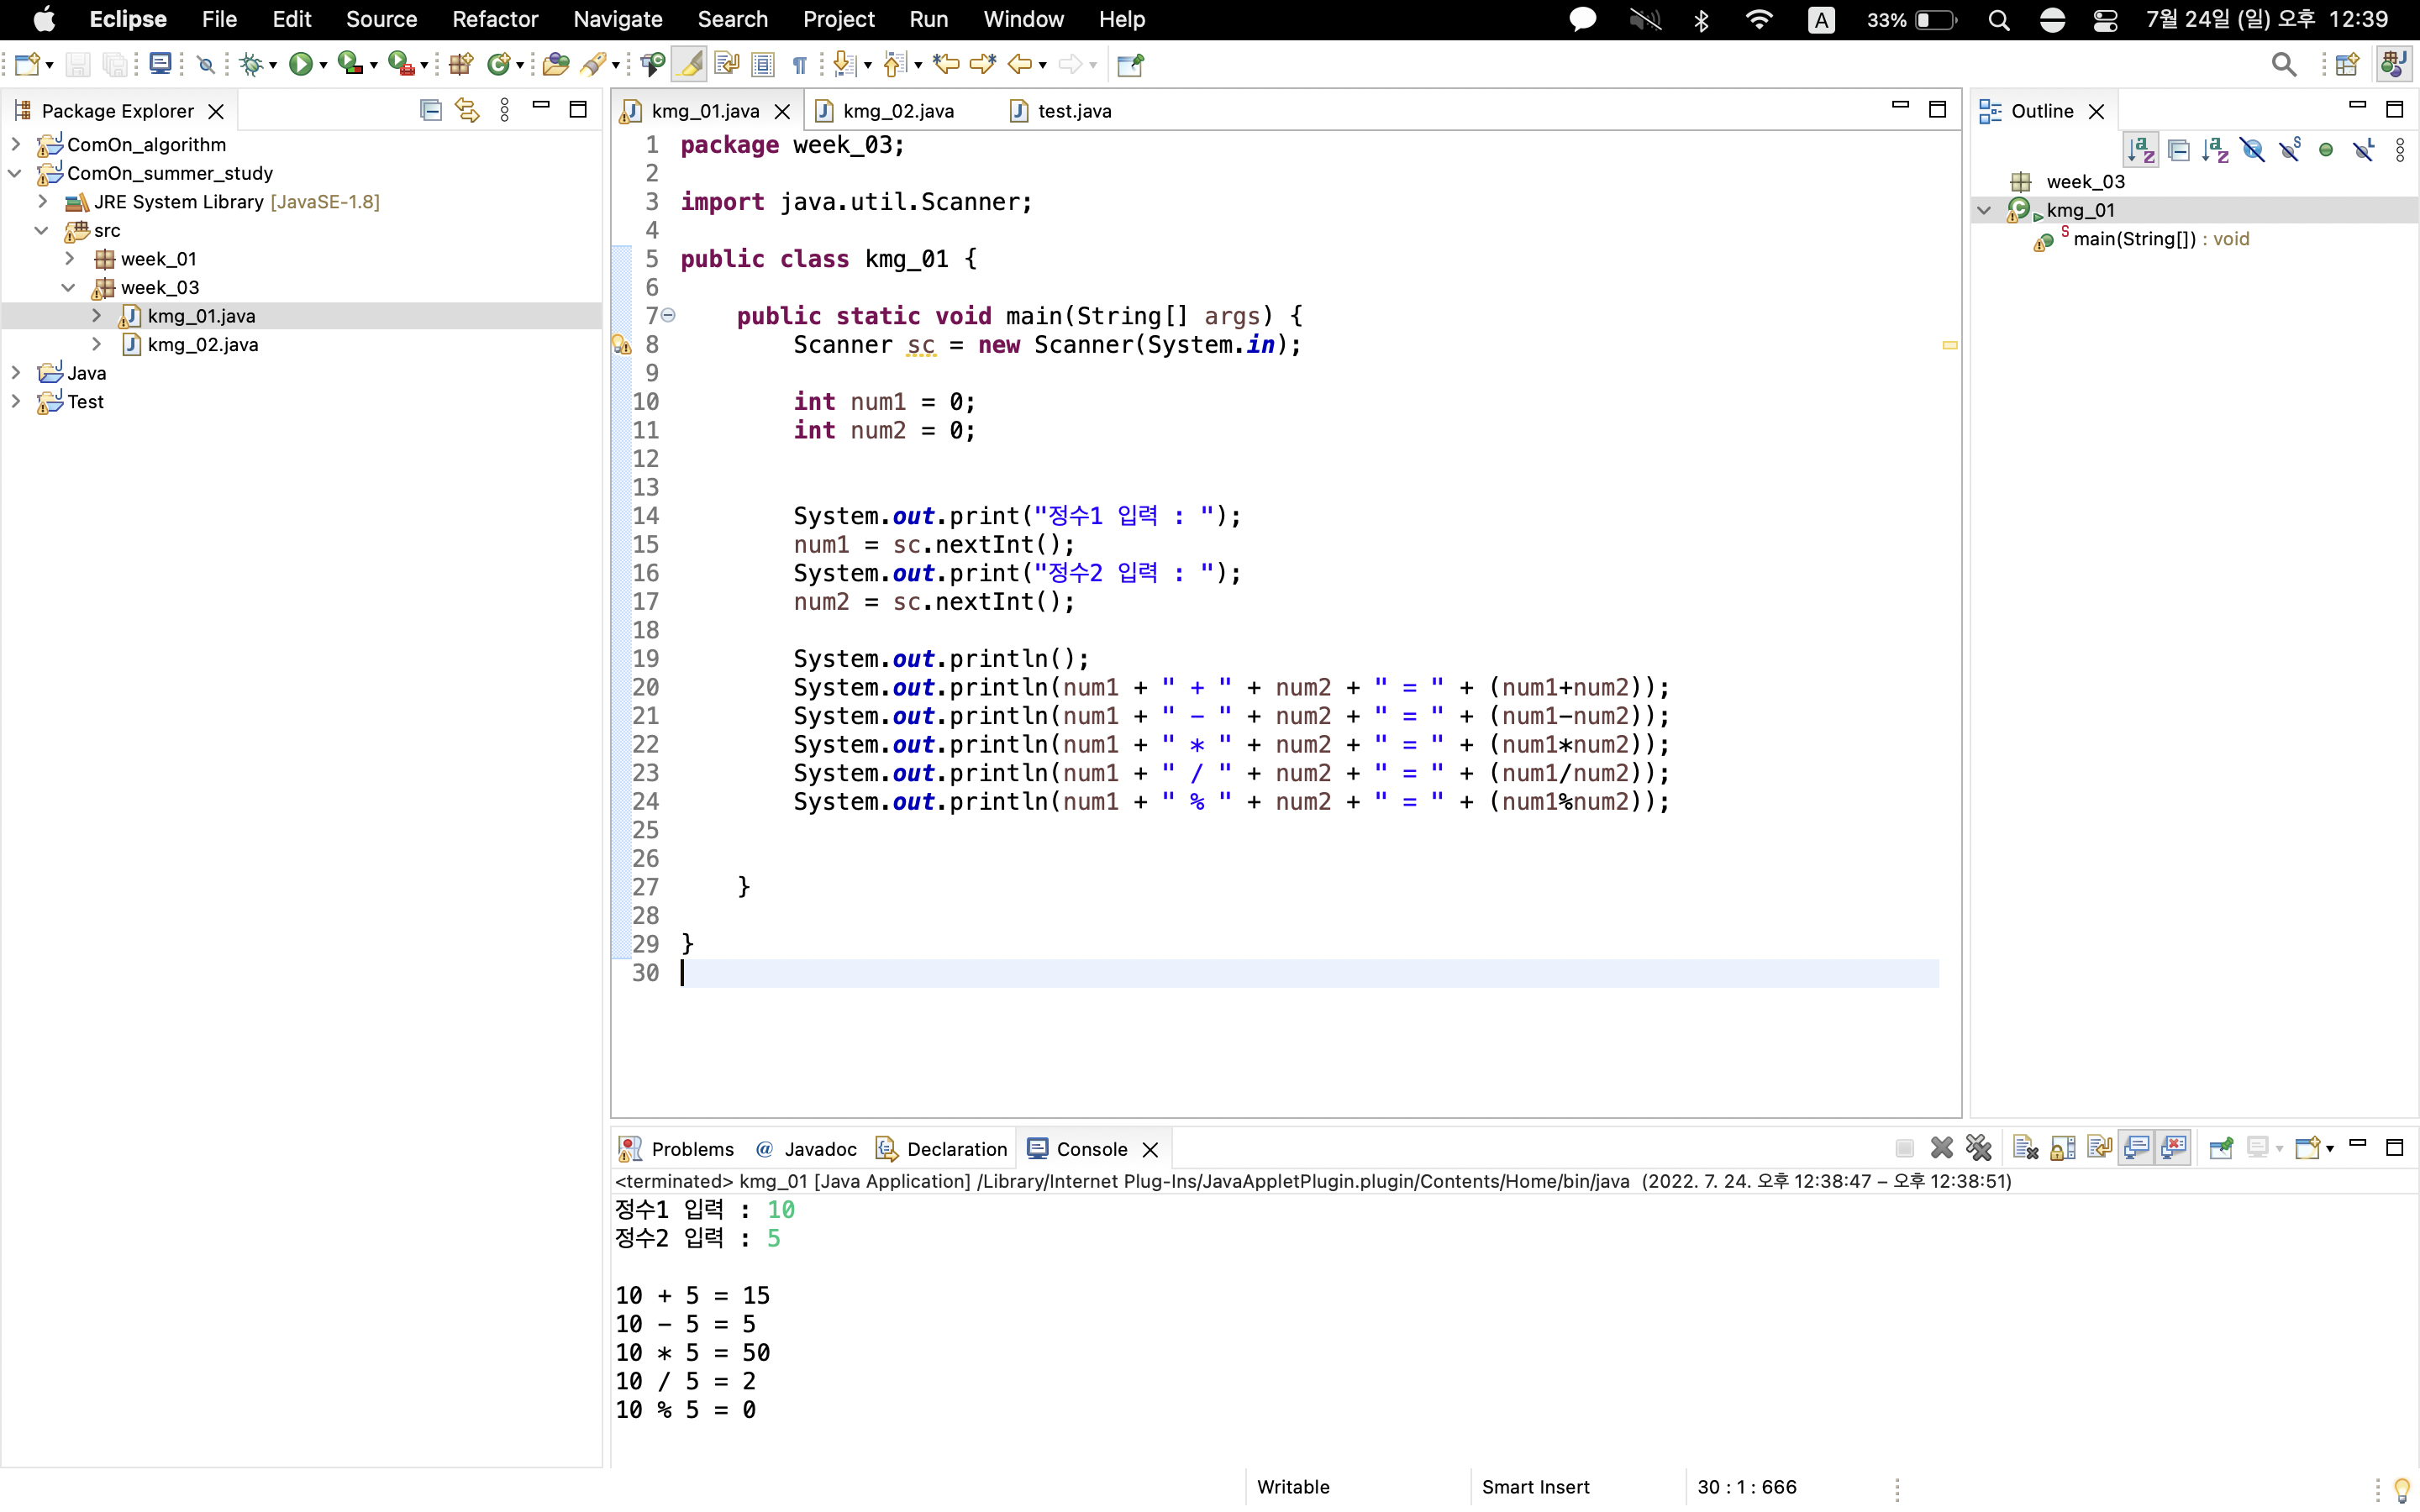 Eclipse File Edit Source Refactor Navigate Search Project Run Window Help A 33% 7월 24일 (일) 오후 12:39
Package Explorer
ComOn_algorithm
ComOn_summer_study
JRE System Library [JavaSE-1.8]
src
week_01
week_03
kmg_01.java
kmg_02.java
Java
Test
kmg_01.java kmg_02.java test.java
1 package week_03;
2
3 import java.util.Scanner;
4
5 public class kmg_01 {
6
7 public static void main(String[] args) {
8 Scanner sc = new Scanner(System.in);
9
10 int num1 = 0;
11 int num2 = 0;
12
13
14 System.out.print("정수1 입력 : ");
15 num1 = sc.nextInt();
16 System.out.print("정수2 입력 : ");
17 num2 = sc.nextInt();
18
19 System.out.println();
20 System.out.println(num1 + " + " + num2 + " = " + (num1+num2));
21 System.out.println(num1 + " - " + num2 + " = " + (num1-num2));
22 System.out.println(num1 + " * " + num2 + " = " + (num1*num2));
23 System.out.println(num1 + " / " + num2 + " = " + (num1/num2));
24 System.out.println(num1 + " % " + num2 + " = " + (num1%num2));
25
26
27 }
28
29 }
30
Outline
week_03
kmg_01
main(String[]) : void
Problems Javadoc Declaration Console
<terminated> kmg_01 [Java Application] /Library/Internet Plug-Ins/JavaAppletPlugin.plugin/Contents/Home/bin/java (2022. 7. 24. 오후 12:38:47 – 오후 12:38:51)
정수1 입력 : 10
정수2 입력 : 5
10 + 5 = 15
10 - 5 = 5
10 * 5 = 50
10 / 5 = 2
10 % 5 = 0
Writable Smart Insert 30 : 1 : 666